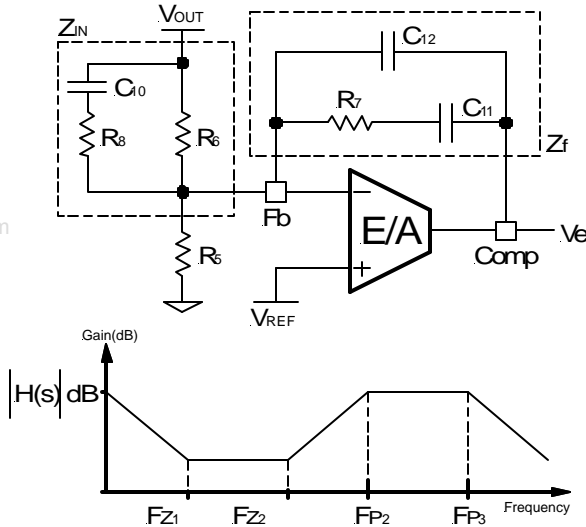 VOUT
ZIN
C12
C10
R7
C11
R8
R6
Zf
Fb
E/A
Ve
Comp
R5
VREF
Gain(dB)
|H(s)| dB
FZ1 FZ2 FP2 FP3 Frequency